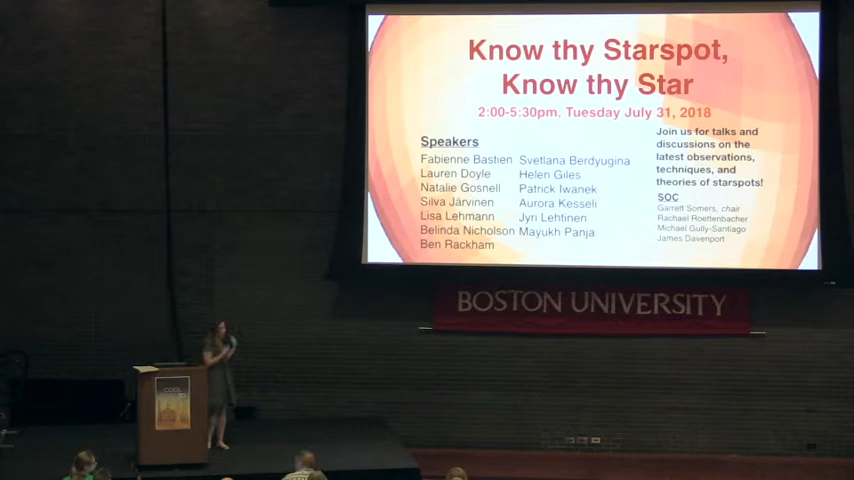 Know thy Starspot,
Know thy Star
2:00-5:30pm, Tuesday July 31, 2018
Speakers
Fabienne Bastien
Lauren Doyle
Natalie Gosnell
Silva Järvinen
Lisa Lehmann
Belinda Nicholson
Ben Rackham
Svetlana Berdyugina
Helen Giles
Patrick Iwanek
Aurora Kesseli
Jyri Lehtinen
Mayukh Panja
Join us for talks and
discussions on the
latest observations,
techniques, and
theories of starspots!
SOC
Garrett Somers, chair
Rachael Roettenbacher
Michael Gully-Santiago
James Davenport
BOSTON UNIVERSITY
COOL